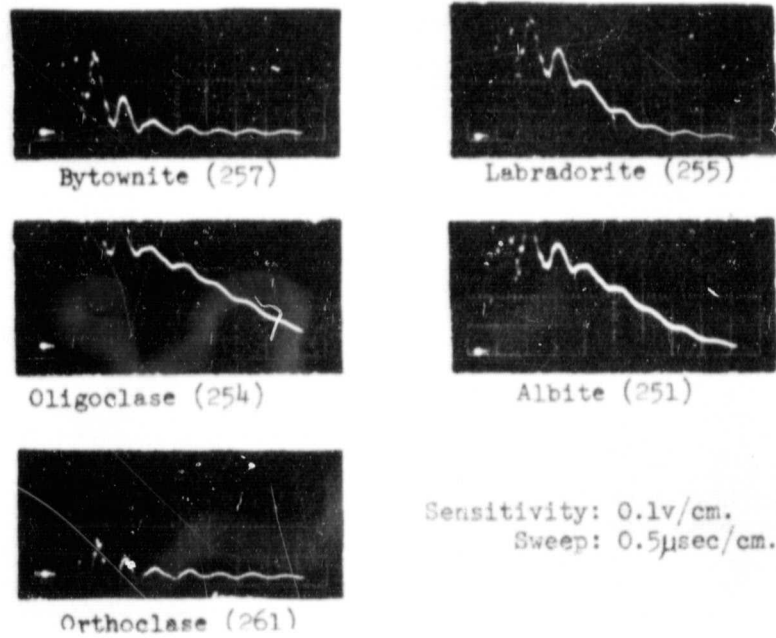 Bytownite (257)
Labradorite (255)
Oligoclase (254)
Albite (251)
Orthoclase (261)
Sensitivity: 0.1v/cm.
Sweep: 0.5µsec/cm.